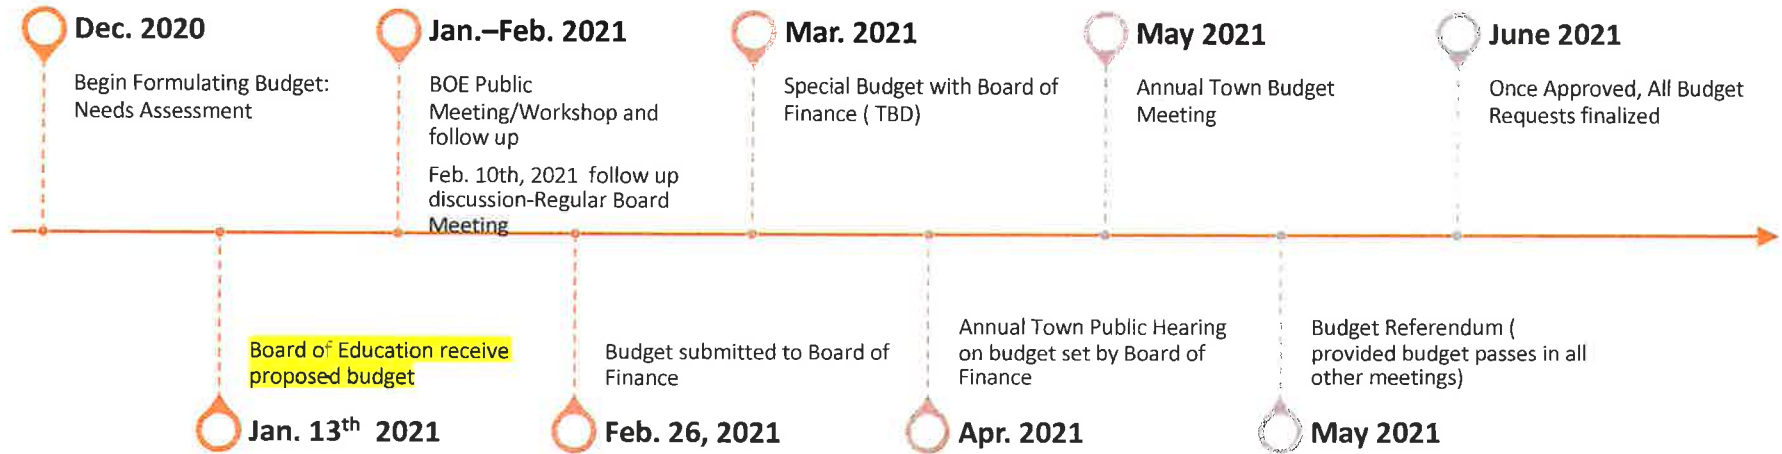 Dec. 2020
Begin Formulating Budget:
Needs Assessment
Jan. 13th 2021
Board of Education receive
proposed budget
Jan.–Feb. 2021
BOE Public
Meeting/Workshop and
follow up
Feb. 10th, 2021 follow up
discussion-Regular Board
Meeting
Feb. 26, 2021
Budget submitted to Board of
Finance
Mar. 2021
Special Budget with Board of
Finance ( TBD)
Apr. 2021
Annual Town Public Hearing
on budget set by Board of
Finance
May 2021
Annual Town Budget
Meeting
May 2021
Budget Referendum (
provided budget passes in all
other meetings)
June 2021
Once Approved, All Budget
Requests finalized